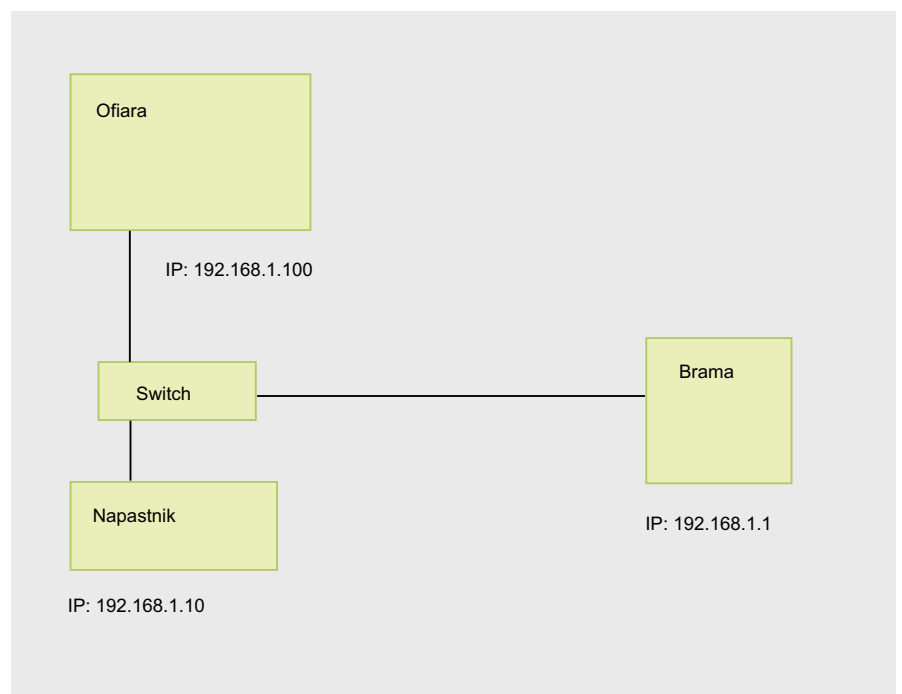 Ofiara
IP: 192.168.1.100
Switch
Brama
Napastnik
IP: 192.168.1.1
IP: 192.168.1.10